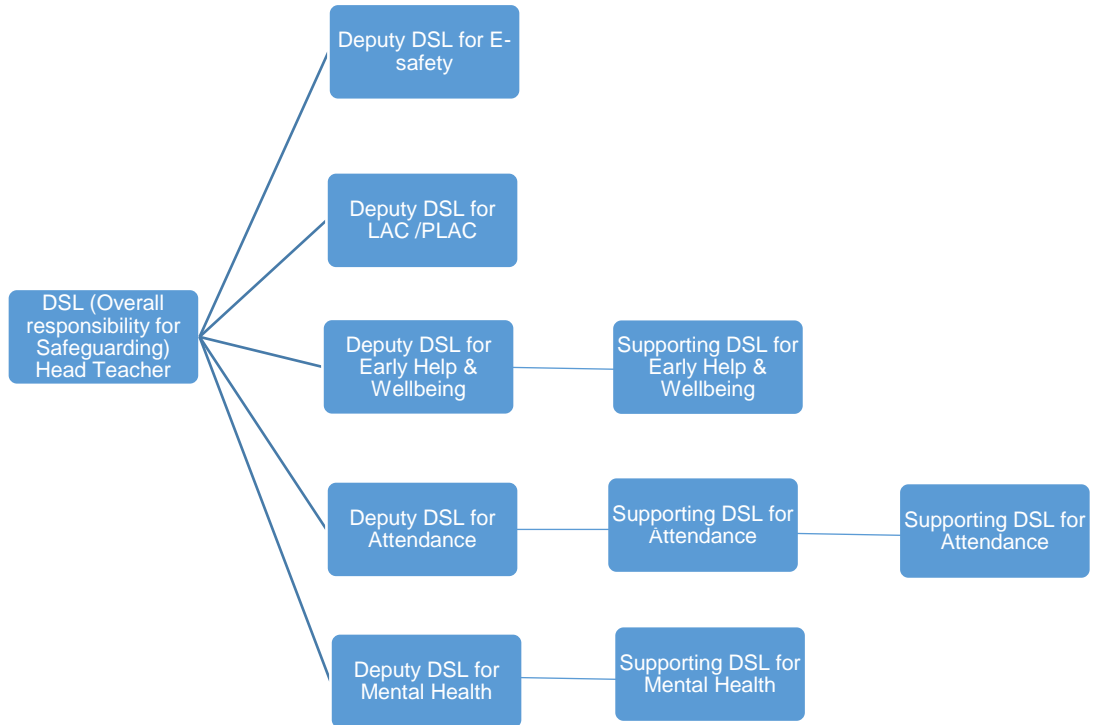 Deputy DSL for E-
safety
Deputy DSL for
LAC /PLAC
DSL (Overall
responsibility for
Safeguarding)
Head Teacher
Deputy DSL for
Early Help &
Wellbeing
Supporting DSL for
Early Help &
Wellbeing
Deputy DSL for
Attendance
Supporting DSL for
Attendance
Supporting DSL for
Attendance
Deputy DSL for
Mental Health
Supporting DSL for
Mental Health